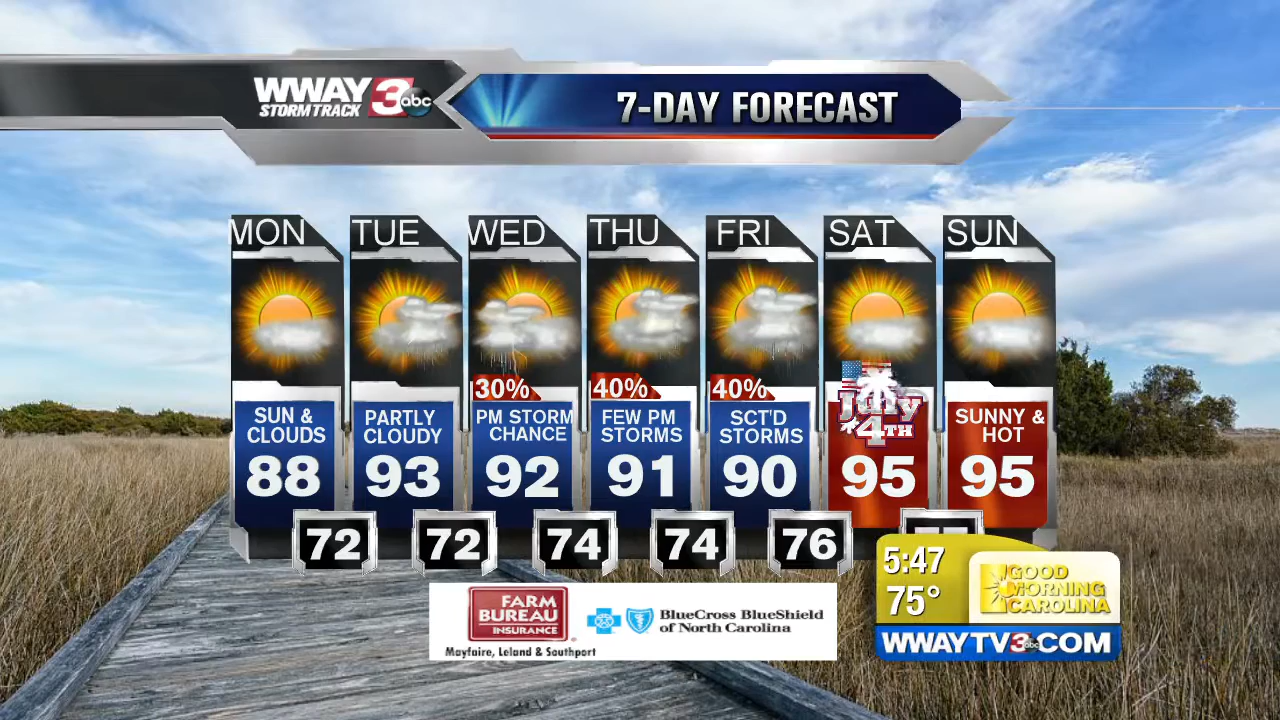 WWAY 3 abc
STORMTRACK
7-DAY FORECAST
MON TUE WED THU FRI SAT SUN
30% 40% 40%
July
4TH
SUN &
CLOUDS
88
PARTLY
CLOUDY
93
PM STORM
CHANCE
92
FEW PM
STORMS
91
SCT'D
STORMS
90
95
SUNNY &
HOT
95
72 72 74 74 76
5:47
75°
GOOD
MORNING
CAROLINA
WWAYTV3abc.COM
FARM
BUREAU
INSURANCE
Mayfaire, Leland & Southport
BlueCross BlueShield
of North Carolina